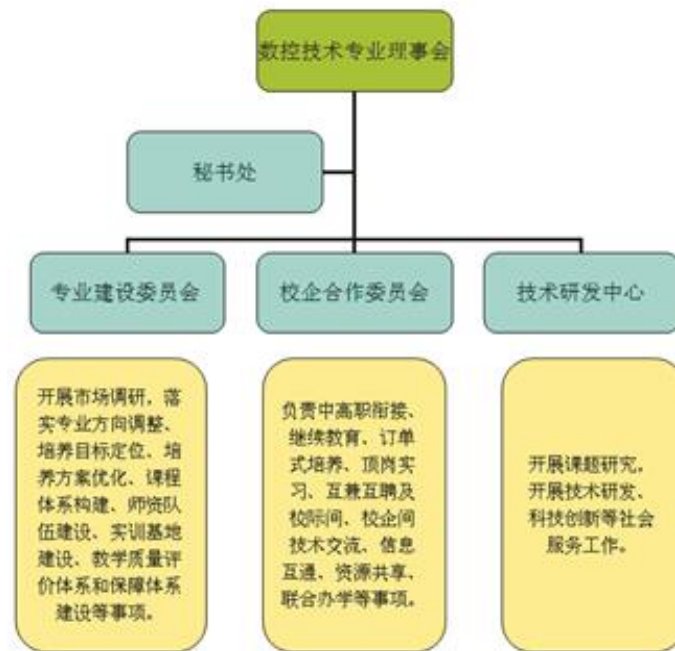 数控技术专业理事会
秘书处
专业建设委员会
校企合作委员会
技术研发中心
开展市场调研，落
实专业方向调整、
培养目标定位、培
养方案优化、课程
体系构建、师资队
伍建设、实训基地
建设、教学质量评
价体系和保障体系
建设等事项。
负责中高职衔接、
继续教育、订单
式培养、顶岗实
习、互兼互聘及
校际间、校企间
技术交流、信息
互通、资源共享、
联合办学等事项。
开展课题研究。
开展技术研发、
科技创新等社会
服务工作。